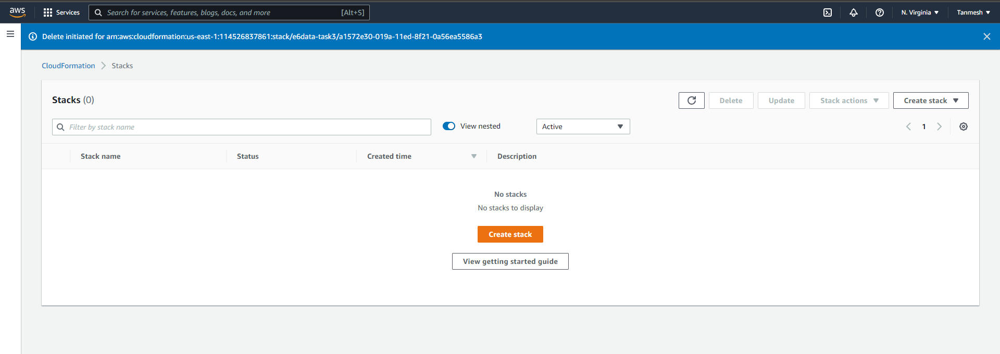 aws
Services
Search for services, features, blogs, docs, and more
[Alt+S]
N. Virginia
Tanmesh
Delete initiated for arn:aws:cloudformation:us-east-1:114526837861:stack/e6data-task3/a1572e30-019a-11ed-8f21-0a56ea5586a3
CloudFormation
Stacks
Stacks (0)
Delete
Update
Stack actions
Create stack
Filter by stack name
View nested
Active
1
Stack name
Status
Created time
Description
No stacks
No stacks to display
Create stack
View getting started guide